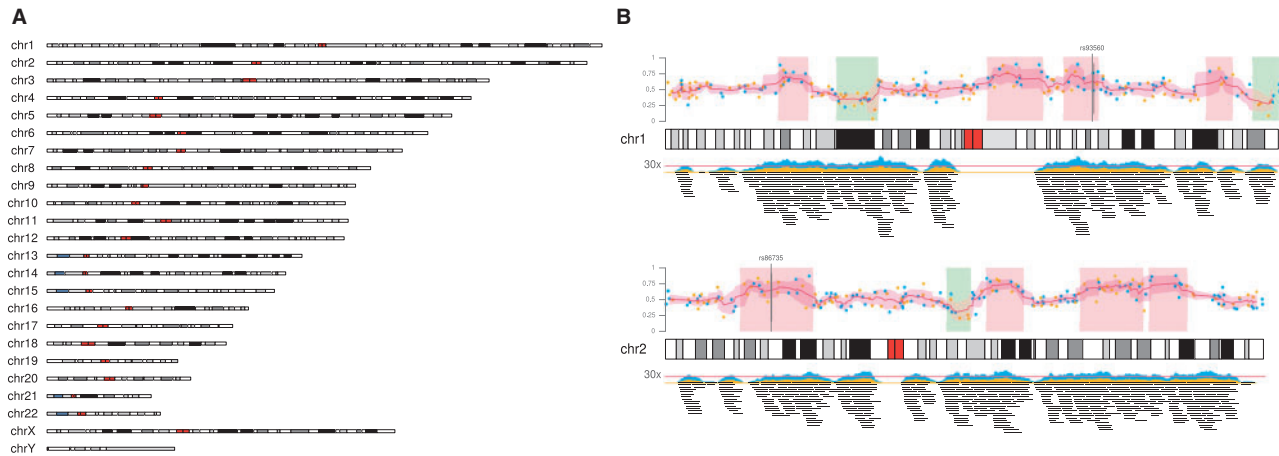 A
chr1
chr2
chr3
chr4
chr5
chr6
chr7
chr8
chr9
chr10
chr11
chr12
chr13
chr14
chr15
chr16
chr17
chr18
chr19
chr20
chr21
chr22
chrX
chrY
B
rs93560
1
0.75
0.5
0.25
0
chr1
30x
rs86735
1
0.75
0.5
0.25
0
chr2
30x